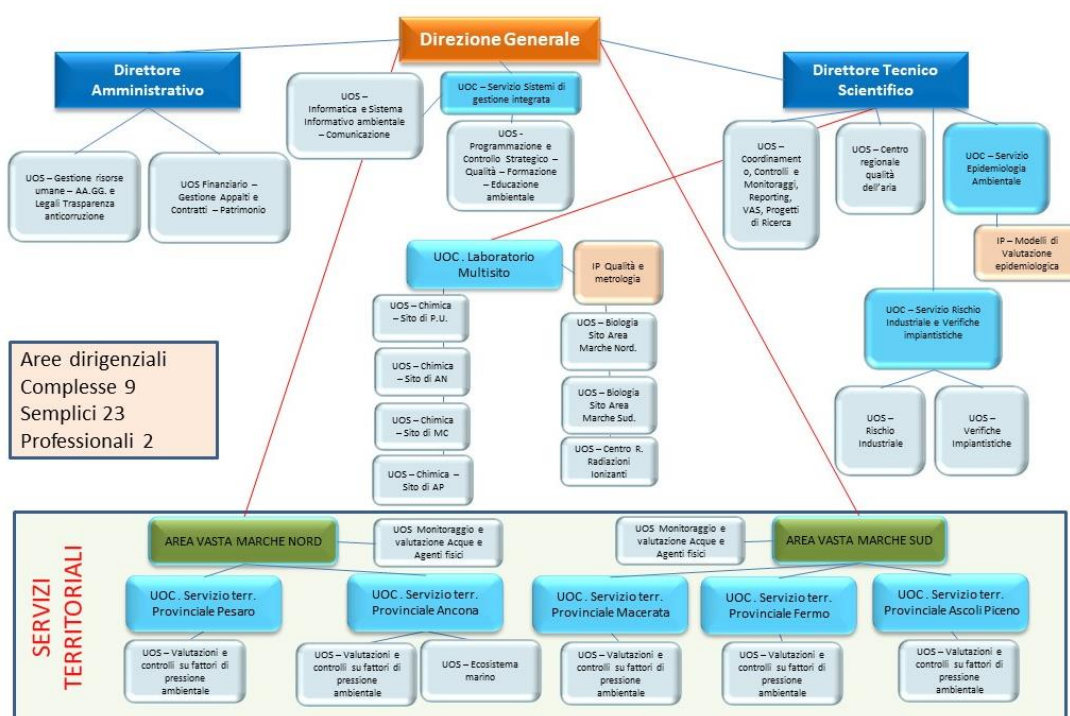 Direzione Generale
Direttore
Amministrativo
Direttore Tecnico
Scientifico
UOS –
Informatica e Sistema
Informativo ambientale
– Comunicazione
UOC – Servizio Sistemi di
gestione integrata
UOS -
Programmazione e
Controllo Strategico –
Qualità – Formazione
– Educazione
ambientale
UOS – Gestione risorse
umane – AA.GG. e
Legali Trasparenza
anticorruzione
UOS Finanziario –
Gestione Appalti e
Contratti – Patrimonio
UOS –
Coordinament
o, Controlli e
Monitoraggi,
Reporting,
VAS, Progetti
di Ricerca
UOS – Centro
regionale
qualità
dell'aria
UOC – Servizio
Epidemiologia
Ambientale
IP – Modelli di
Valutazione
epidemiologica
UOC . Laboratorio
Multisito
IP Qualità e
metrologia
UOS – Chimica
– Sito di P.U.
UOS – Chimica
– Sito di AN
UOS – Chimica
– Sito di MC
UOS – Chimica –
Sito di AP
UOS – Biologia
Sito Area
Marche Nord.
UOS – Biologia
Sito Area
Marche Sud.
UOS – Centro R.
Radiazioni
Ionizanti
UOC – Servizio Rischio
Industriale e Verifiche
impiantistiche
UOS –
Rischio
Industriale
UOS –
Verifiche
Impiantistiche
Aree dirigenziali
Complesse 9
Semplici 23
Professionali 2
SERVIZI
TERRITORIALI
AREA VASTA MARCHE NORD
UOS Monitoraggio e
valutazione Acque e
Agenti fisici
UOS Monitoraggio e
valutazione Acque e
Agenti fisici
AREA VASTA MARCHE SUD
UOC . Servizio terr.
Provinciale Pesaro
UOC . Servizio terr.
Provinciale Ancona
UOC . Servizio terr.
Provinciale Macerata
UOC . Servizio terr.
Provinciale Fermo
UOC . Servizio terr.
Provinciale Ascoli Piceno
UOS – Valutazioni e
controlli su fattori di
pressione
ambientale
UOS – Valutazioni e
controlli su fattori di
pressione
ambientale
UOS – Ecosistema
marino
UOS – Valutazioni e
controlli su fattori di
pressione
ambientale
UOS – Valutazioni e
controlli su fattori di
pressione
ambientale
UOS – Valutazioni e
controlli su fattori di
pressione
ambientale